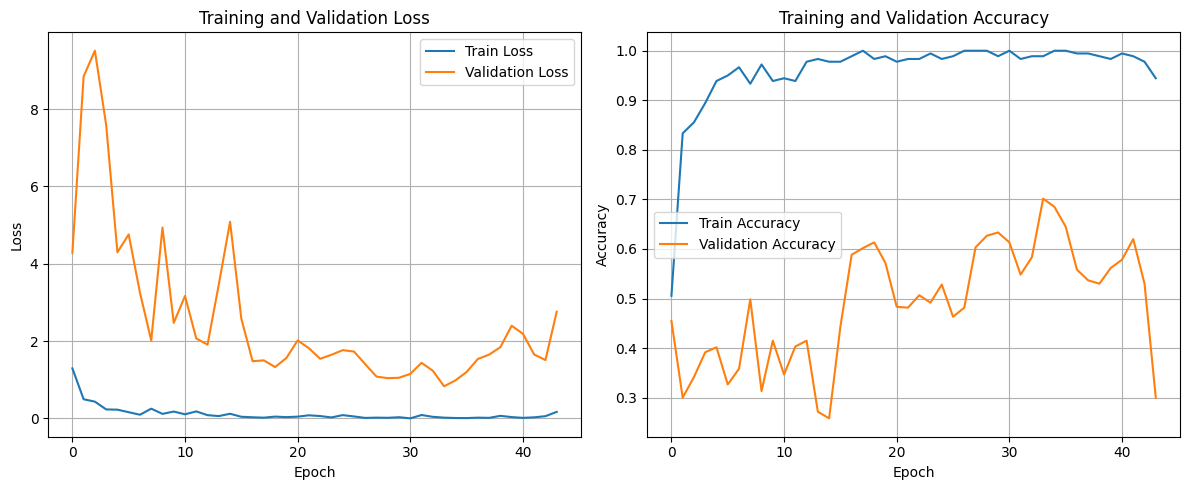 Training and Validation Loss
Train Loss
Validation Loss
8
6
4
2
0
Loss
0 10 20 30 40
Epoch
Training and Validation Accuracy
1.0
0.9
0.8
0.7
0.6
0.5
0.4
0.3
Accuracy
Train Accuracy
Validation Accuracy
0 10 20 30 40
Epoch